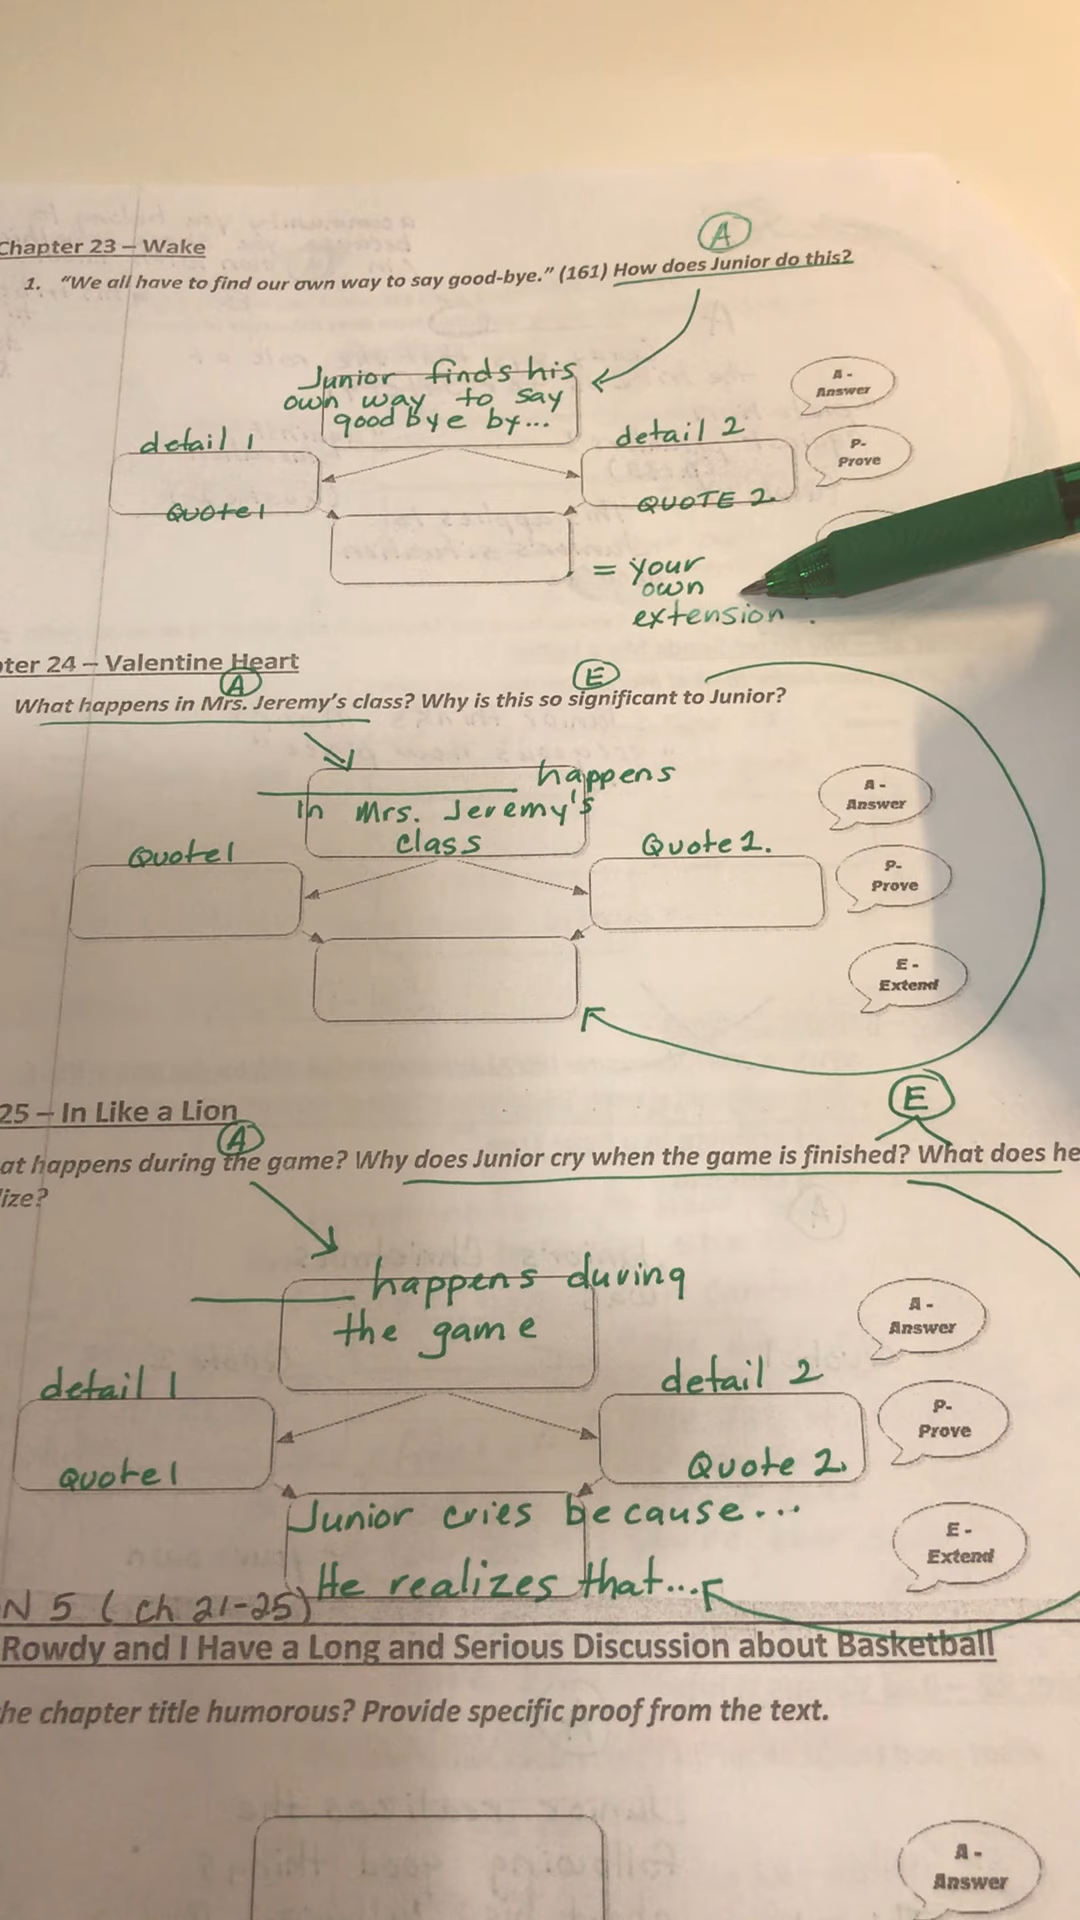 Chapter 23 – Wake
A
1. "We all have to find our own way to say good-bye." (161) How does Junior do this?
Junior finds his
own way to say
good bye by...
A -
Answer
detail 1
detail 2
P-
Prove
Quote 1
QUOTE 2.
= your
own
extension.
ter 24 – Valentine Heart
A
E
What happens in Mrs. Jeremy's class? Why is this so significant to Junior?
happens
in Mrs. Jeremy's
class
A -
Answer
Quote 1
Quote 2.
P-
Prove
E -
Extend
25 – In Like a Lion
A
E
at happens during the game? Why does Junior cry when the game is finished? What does he
ize?
happens during
the game
A -
Answer
detail 1
detail 2
P-
Prove
Quote 1
Quote 2.
Junior cries because...
He realizes that...
E -
Extend
N 5 ( ch 21-25)
Rowdy and I Have a Long and Serious Discussion about Basketball
he chapter title humorous? Provide specific proof from the text.
A -
Answer